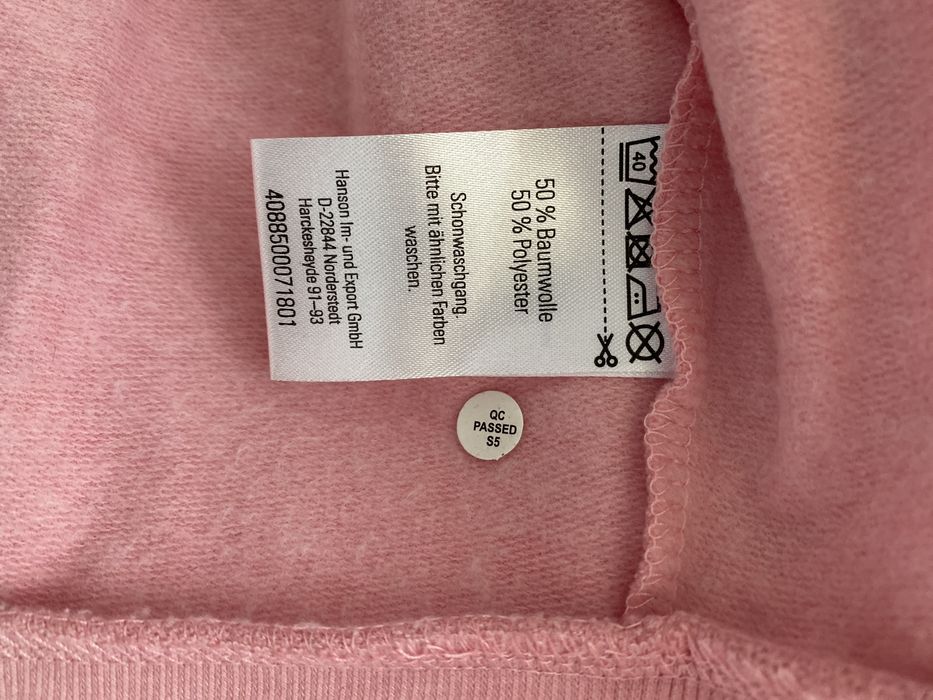 40
50 % Baumwolle
50 % Polyester
Schonwaschgang.
Bitte mit ähnlichen Farben
waschen.
Hanson Im- und Export GmbH
D-22844 Norderstedt
Harckesheyde 91–93
4088500071801
QC
PASSED
S5